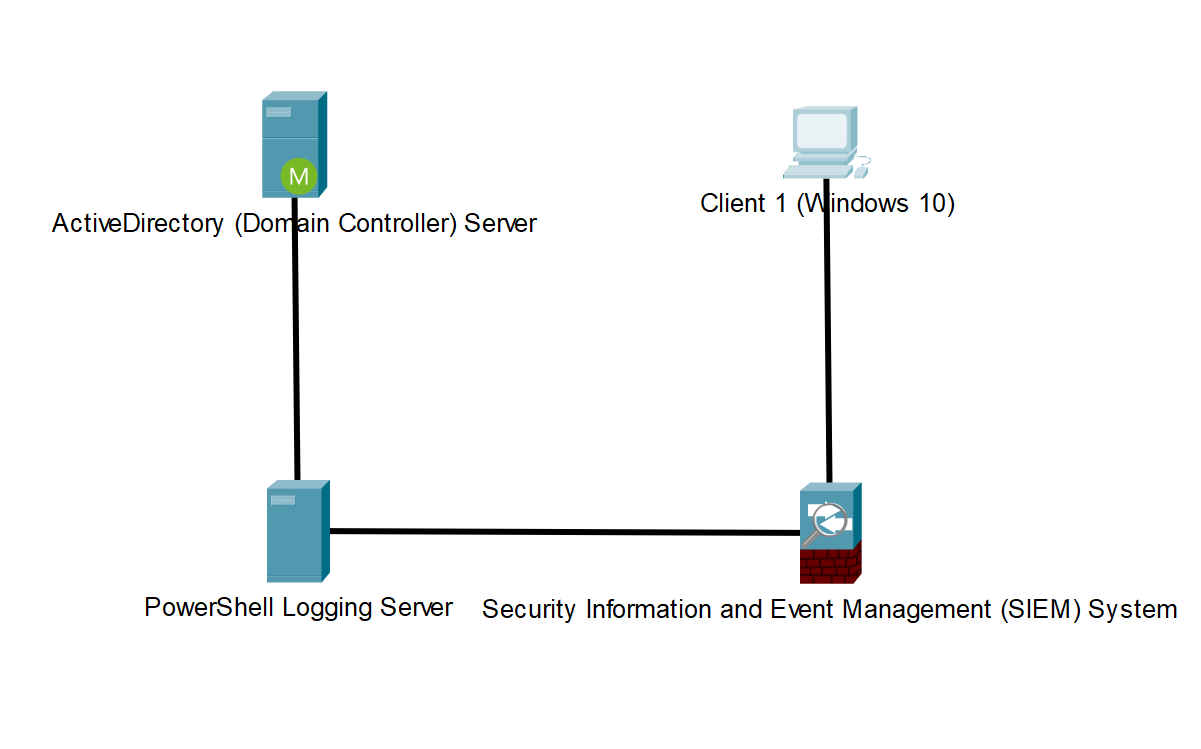 M
ActiveDirectory (Domain Controller) Server
Client 1 (Windows 10)
PowerShell Logging Server
Security Information and Event Management (SIEM) System